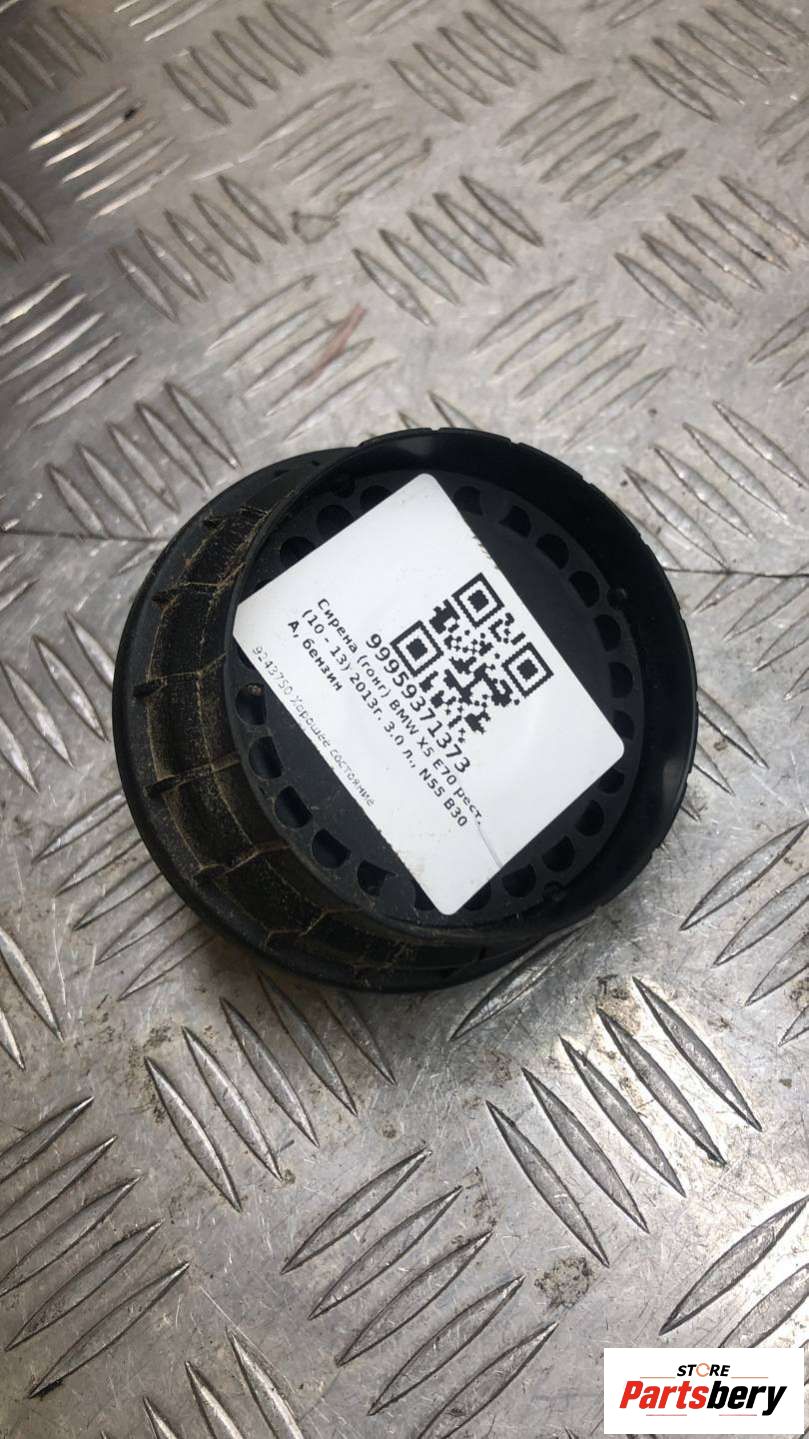 99959371373
Сирена (гонг) BMW X5 E70 рест.
(10 - 13) 2013г. 3.0 л., N55 B30
A, бензин
9243750 Хорошее состояние
STORE
Partsbery